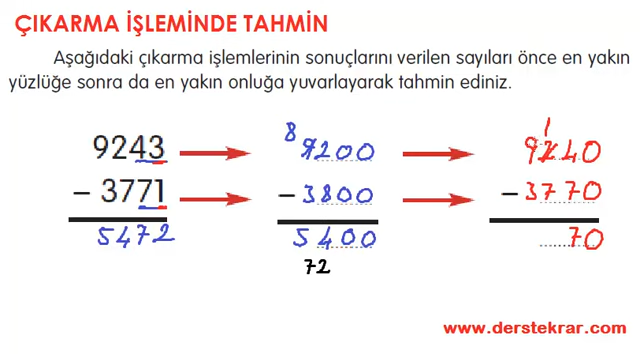 ÇIKARMA İŞLEMİNDE TAHMİN
Aşağıdaki çıkarma işlemlerinin sonuçlarını verilen sayıları önce en yakın
yüzlüğe sonra da en yakın onluğa yuvarlayarak tahmin ediniz.
8 1
9243 9200 9240
– 3771 – 3800 – 3770
5472 5400 70
72
www.derstekrar.com